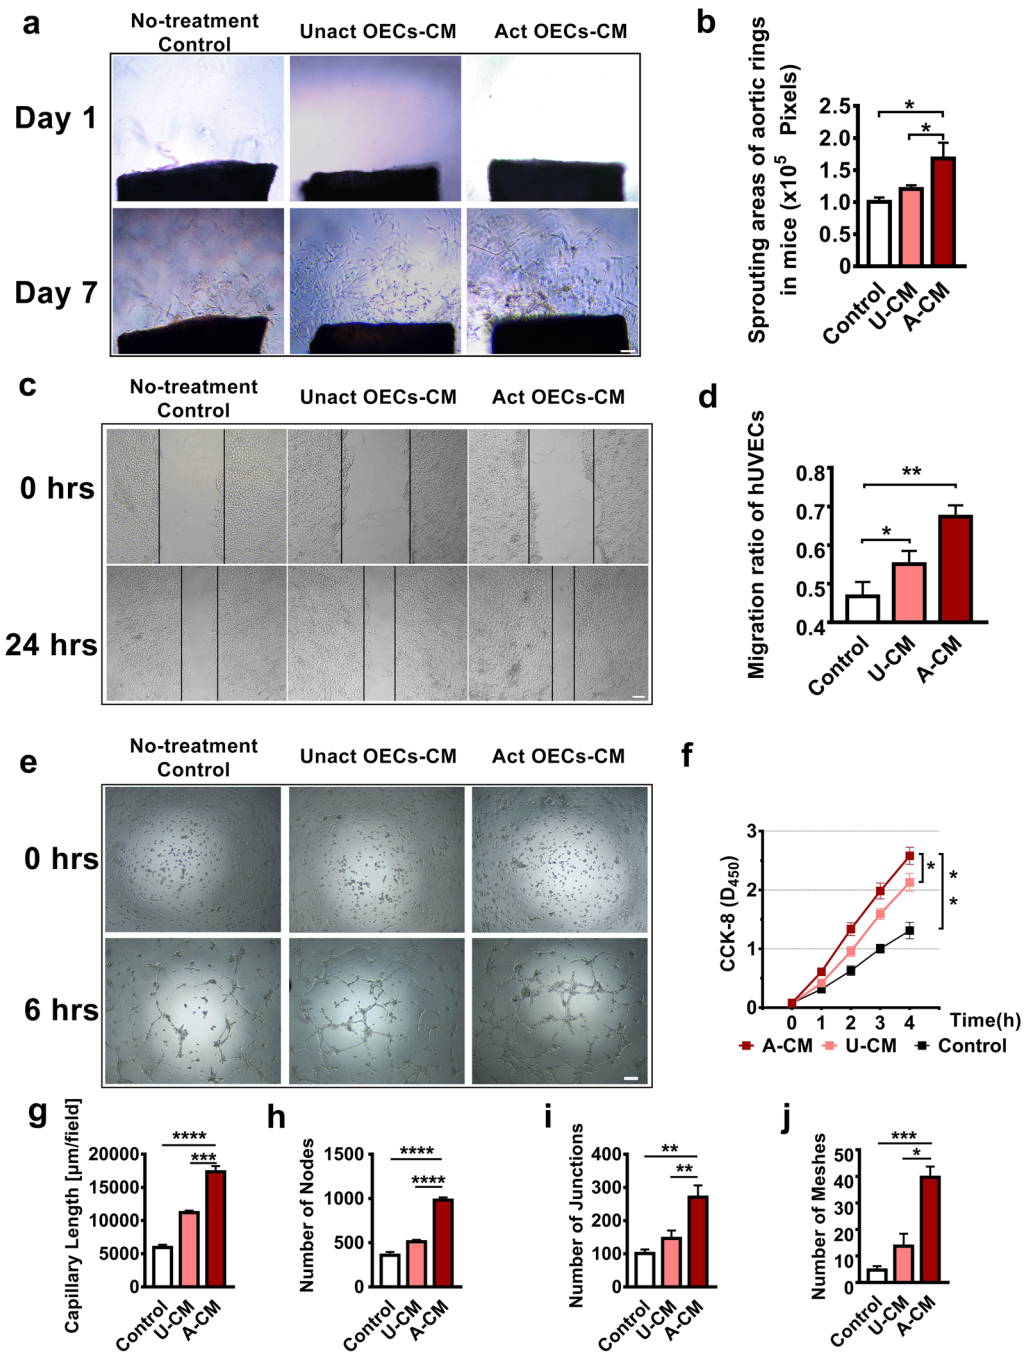 a
No-treatment
Control
Unact OECs-CM
Act OECs-CM
Day 1
Day 7
b
Sprouting areas of aortic rings
in mice (x10⁵ Pixels)
2.5
2.0
1.5
1.0
0.5
0
*
*
Control
U-CM
A-CM
c
No-treatment
Control
Unact OECs-CM
Act OECs-CM
0 hrs
24 hrs
d
Migration ratio of hUVECs
0.8
0.7
0.6
0.5
0.4
**
*
Control
U-CM
A-CM
e
No-treatment
Control
Unact OECs-CM
Act OECs-CM
0 hrs
6 hrs
f
CCK-8 (D₄₅₀)
3
2
1
0
*
*
*
0 1 2 3 4 Time(h)
A-CM U-CM Control
g
Capillary Length [µm/field]
20000
15000
10000
5000
0
****
***
Control
U-CM
A-CM
h
Number of Nodes
1500
1000
500
0
****
****
Control
U-CM
A-CM
i
Number of Junctions
400
300
200
100
0
**
**
Control
U-CM
A-CM
j
Number of Meshes
50
40
30
20
10
0
***
*
Control
U-CM
A-CM